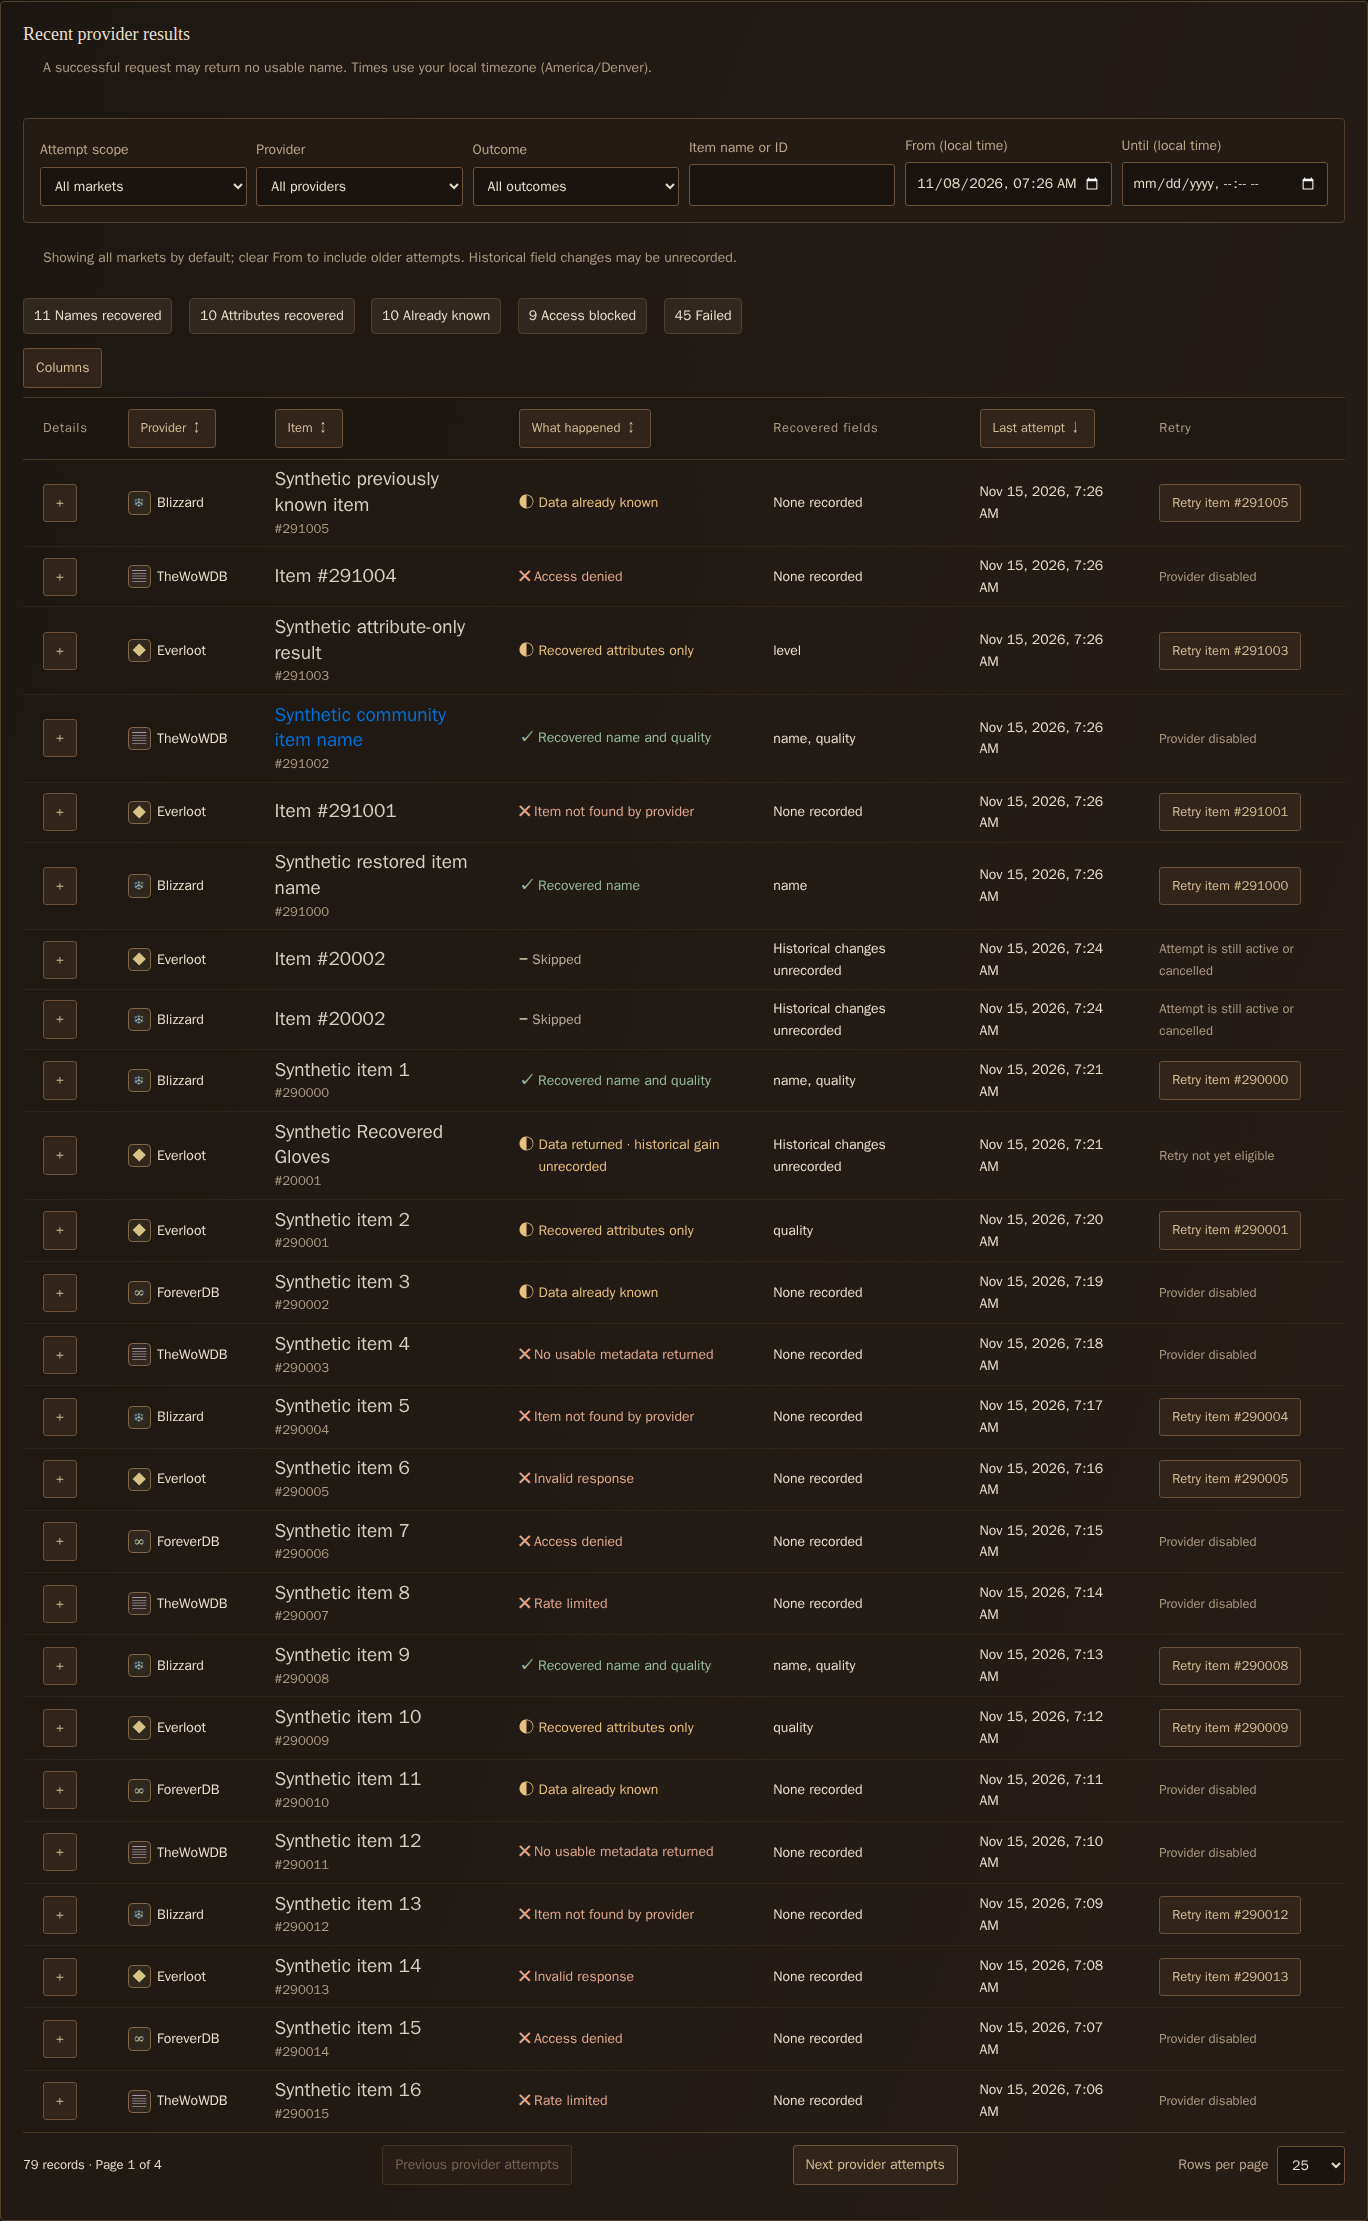 Recent provider results
A successful request may return no usable name. Times use your local timezone (America/Denver).
Attempt scope
Provider
Outcome
Item name or ID
From (local time)
Until (local time)
All markets
All providers
All outcomes
11/08/2026, 07:26 AM
mm/dd/yyyy, --:-- --
Showing all markets by default; clear From to include older attempts. Historical field changes may be unrecorded.
11 Names recovered
10 Attributes recovered
10 Already known
9 Access blocked
45 Failed
Columns
Details
Provider ↕
Item ↕
What happened ↕
Recovered fields
Last attempt ↓
Retry
+
Blizzard
Synthetic previously
known item
#291005
Data already known
None recorded
Nov 15, 2026, 7:26
AM
Retry item #291005
+
TheWoWDB
Item #291004
Access denied
None recorded
Nov 15, 2026, 7:26
AM
Provider disabled
+
Everloot
Synthetic attribute-only
result
#291003
Recovered attributes only
level
Nov 15, 2026, 7:26
AM
Retry item #291003
+
TheWoWDB
Synthetic community
item name
#291002
✓ Recovered name and quality
name, quality
Nov 15, 2026, 7:26
AM
Provider disabled
+
Everloot
Item #291001
Item not found by provider
None recorded
Nov 15, 2026, 7:26
AM
Retry item #291001
+
Blizzard
Synthetic restored item
name
#291000
✓ Recovered name
name
Nov 15, 2026, 7:26
AM
Retry item #291000
+
Everloot
Item #20002
– Skipped
Historical changes
unrecorded
Nov 15, 2026, 7:24
AM
Attempt is still active or
cancelled
+
Blizzard
Item #20002
– Skipped
Historical changes
unrecorded
Nov 15, 2026, 7:24
AM
Attempt is still active or
cancelled
+
Blizzard
Synthetic item 1
#290000
✓ Recovered name and quality
name, quality
Nov 15, 2026, 7:21
AM
Retry item #290000
+
Everloot
Synthetic Recovered
Gloves
#20001
Data returned · historical gain
unrecorded
Historical changes
unrecorded
Nov 15, 2026, 7:21
AM
Retry not yet eligible
+
Everloot
Synthetic item 2
#290001
Recovered attributes only
quality
Nov 15, 2026, 7:20
AM
Retry item #290001
+
ForeverDB
Synthetic item 3
#290002
Data already known
None recorded
Nov 15, 2026, 7:19
AM
Provider disabled
+
TheWoWDB
Synthetic item 4
#290003
No usable metadata returned
None recorded
Nov 15, 2026, 7:18
AM
Provider disabled
+
Blizzard
Synthetic item 5
#290004
Item not found by provider
None recorded
Nov 15, 2026, 7:17
AM
Retry item #290004
+
Everloot
Synthetic item 6
#290005
Invalid response
None recorded
Nov 15, 2026, 7:16
AM
Retry item #290005
+
ForeverDB
Synthetic item 7
#290006
Access denied
None recorded
Nov 15, 2026, 7:15
AM
Provider disabled
+
TheWoWDB
Synthetic item 8
#290007
Rate limited
None recorded
Nov 15, 2026, 7:14
AM
Provider disabled
+
Blizzard
Synthetic item 9
#290008
✓ Recovered name and quality
name, quality
Nov 15, 2026, 7:13
AM
Retry item #290008
+
Everloot
Synthetic item 10
#290009
Recovered attributes only
quality
Nov 15, 2026, 7:12
AM
Retry item #290009
+
ForeverDB
Synthetic item 11
#290010
Data already known
None recorded
Nov 15, 2026, 7:11
AM
Provider disabled
+
TheWoWDB
Synthetic item 12
#290011
No usable metadata returned
None recorded
Nov 15, 2026, 7:10
AM
Provider disabled
+
Blizzard
Synthetic item 13
#290012
Item not found by provider
None recorded
Nov 15, 2026, 7:09
AM
Retry item #290012
+
Everloot
Synthetic item 14
#290013
Invalid response
None recorded
Nov 15, 2026, 7:08
AM
Retry item #290013
+
ForeverDB
Synthetic item 15
#290014
Access denied
None recorded
Nov 15, 2026, 7:07
AM
Provider disabled
+
TheWoWDB
Synthetic item 16
#290015
Rate limited
None recorded
Nov 15, 2026, 7:06
AM
Provider disabled
79 records · Page 1 of 4
Previous provider attempts
Next provider attempts
Rows per page
25